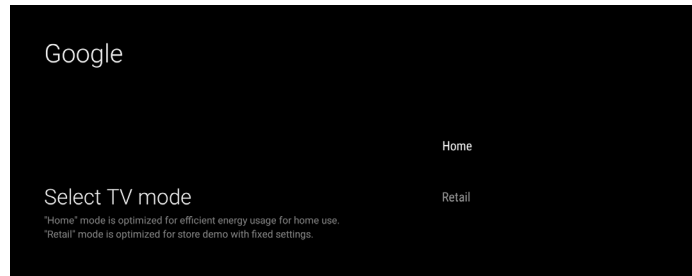 Google
Home
Select TV mode
Retail
"Home" mode is optimized for efficient energy usage for home use.
"Retail" mode is optimized for store demo with fixed settings.